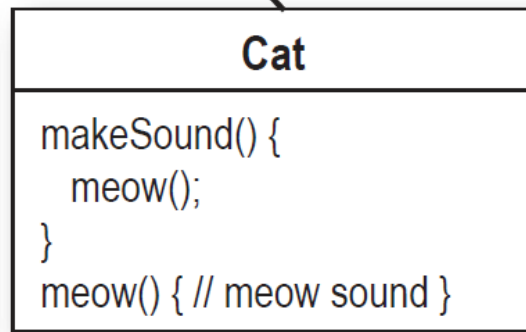 Cat
makeSound() {
meow();
}
meow() { // meow sound }